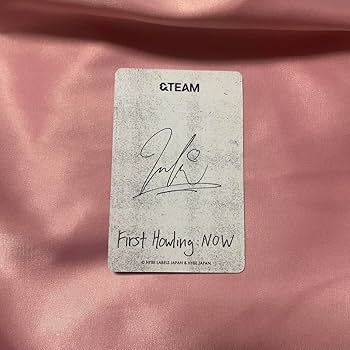 &TEAM
First Howling : NOW
© HYBE LABELS JAPAN & HYBE JAPAN.